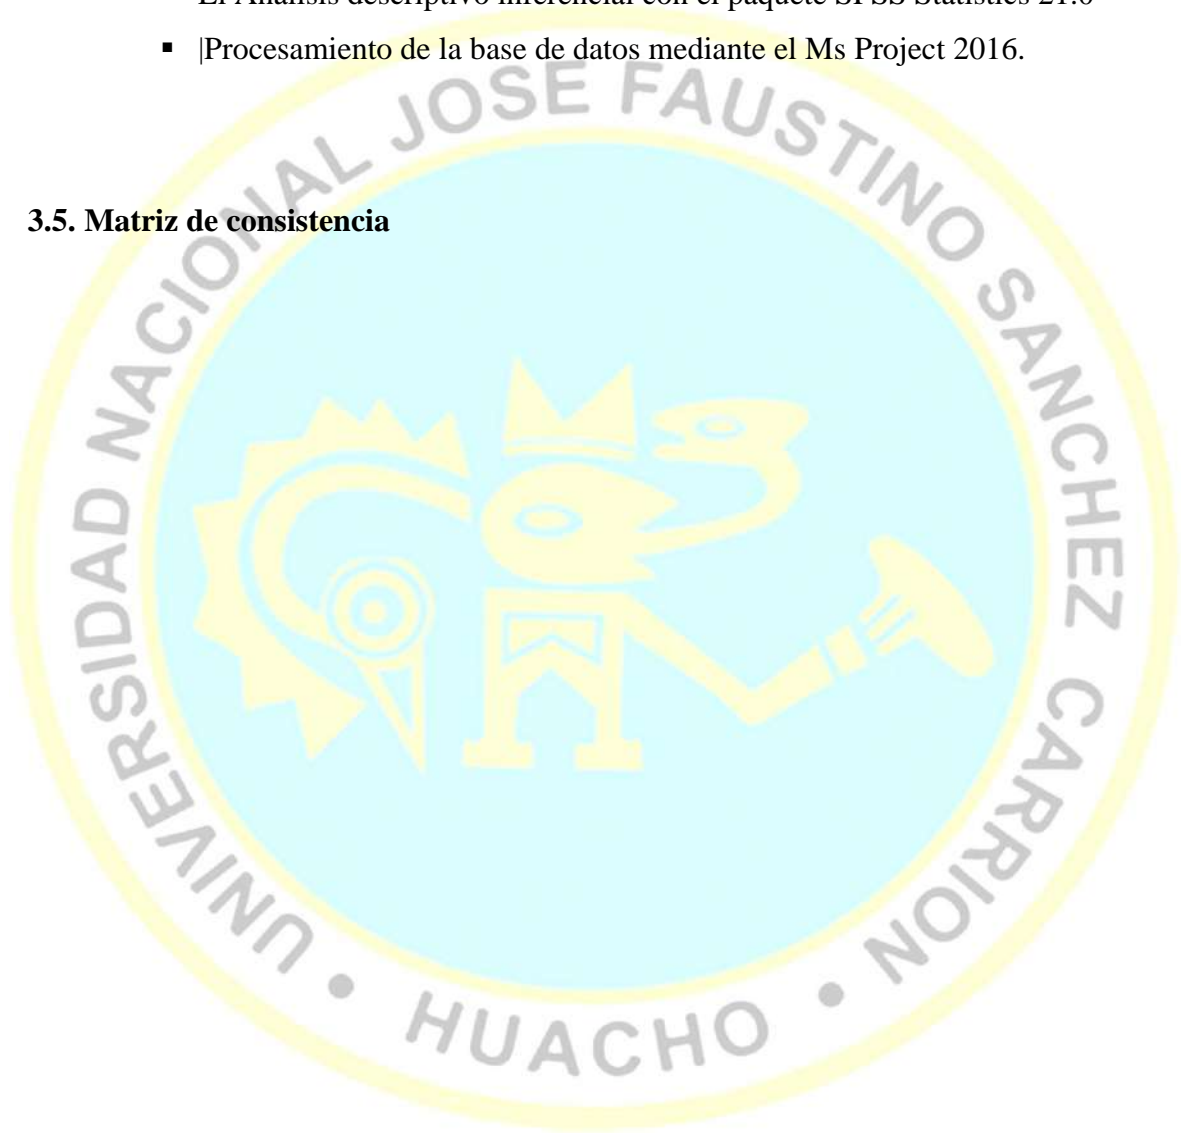 El Análisis descriptivo inferencial con el paquete SPSS Statistics 21.0
▪ |Procesamiento de la base de datos mediante el Ms Project 2016.
3.5. Matriz de consistencia
UNIVERSIDAD NACIONAL JOSE FAUSTINO SANCHEZ CARRION • HUACHO •